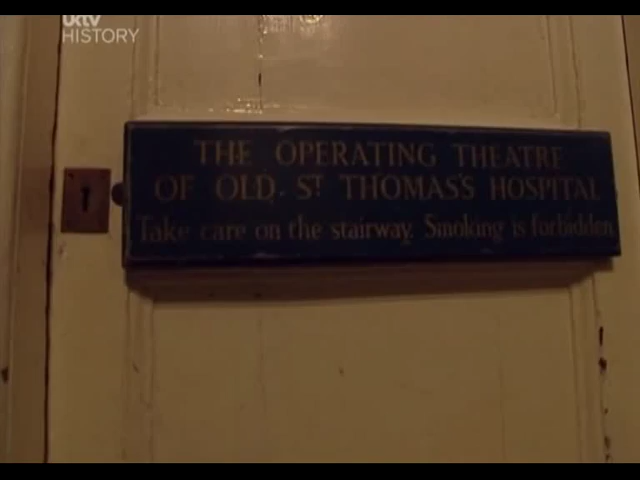 uktv
HISTORY
THE OPERATING THEATRE
OF OLD St THOMAS'S HOSPITAL
Take care on the stairway. Smoking is forbidden